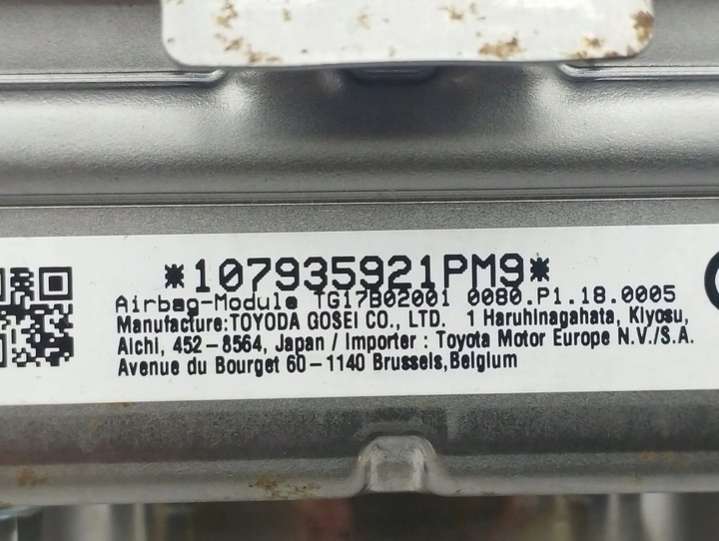 *107935921PM9*
Airbag-Module TG17B02001 0080.P1.18.0005
Manufacture:TOYODA GOSEI CO., LTD. 1 Haruhinagahata, Kiyosu,
Aichi, 452-8564, Japan / Importer : Toyota Motor Europe N.V./S.A.
Avenue du Bourget 60-1140 Brussels,Belgium